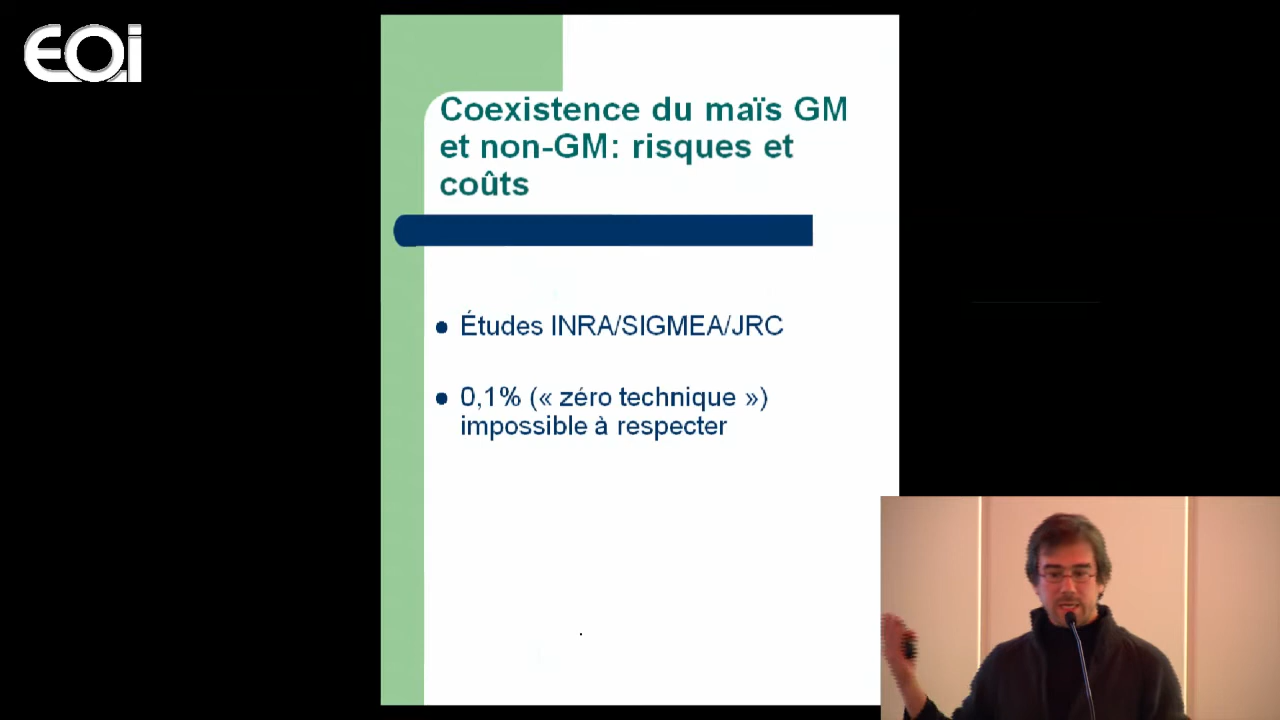 EOi
Coexistence du maïs GM
et non-GM: risques et
coûts
Études INRA/SIGMEA/JRC
0,1% (« zéro technique »)
impossible à respecter